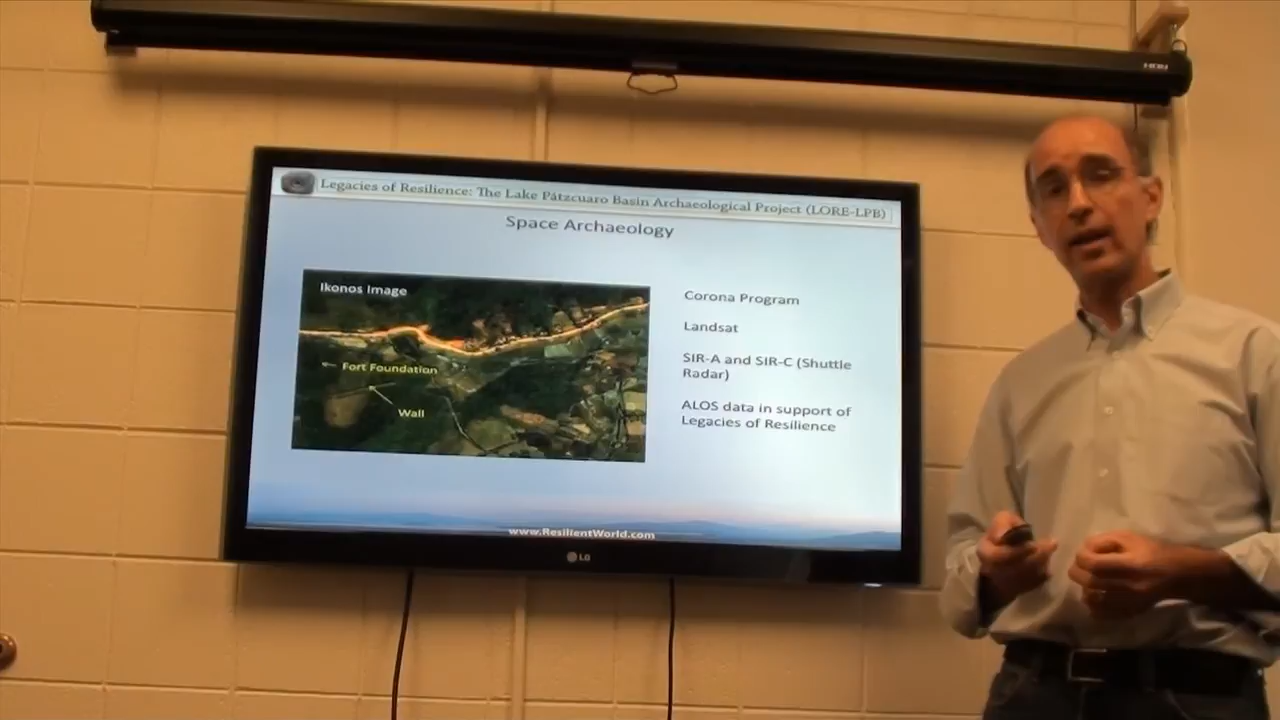 Legacies of Resilience: The Lake Pátzcuaro Basin Archaeological Project (LORE-LPB)
Space Archaeology
Ikonos Image
Fort Foundation
Wall
Corona Program
Landsat
SIR-A and SIR-C (Shuttle
Radar)
ALOS data in support of
Legacies of Resilience
www.ResilientWorld.com
LG